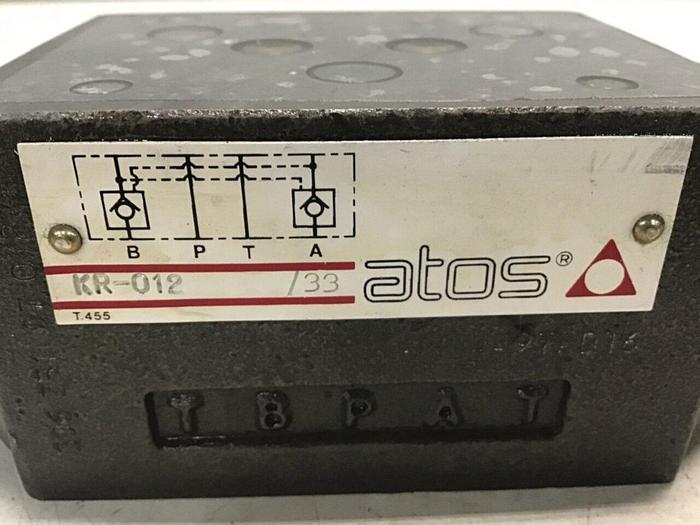 B P T A
KR-012 /33
atos®
T.455
T B P A T